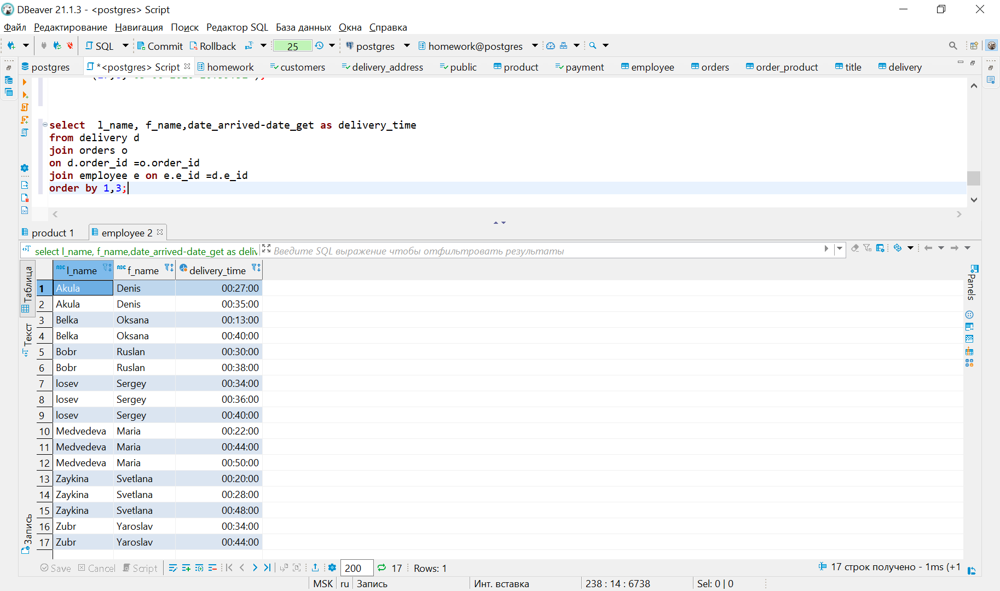 DBeaver 21.1.3 - <postgres> Script
Файл Редактирование Навигация Поиск Редактор SQL База данных Окна Справка
SQL Commit Rollback 25 postgres homework@postgres
postgres *<postgres> Script homework customers delivery_address public product payment employee orders order_product title delivery
select  l_name, f_name,date_arrived-date_get as delivery_time
from delivery d
join orders o
on d.order_id =o.order_id
join employee e on e.e_id =d.e_id
order by 1,3;
product 1 employee 2
select l_name, f_name,date_arrived-date_get as deliv Введите SQL выражение чтобы отфильтровать результаты
Таблица
Текст
Запись
Panels
ABC l_name ABC f_name delivery_time
1 Akula Denis 00:27:00
2 Akula Denis 00:35:00
3 Belka Oksana 00:13:00
4 Belka Oksana 00:40:00
5 Bobr Ruslan 00:30:00
6 Bobr Ruslan 00:38:00
7 losev Sergey 00:34:00
8 losev Sergey 00:36:00
9 losev Sergey 00:40:00
10 Medvedeva Maria 00:22:00
11 Medvedeva Maria 00:44:00
12 Medvedeva Maria 00:50:00
13 Zaykina Svetlana 00:20:00
14 Zaykina Svetlana 00:28:00
15 Zaykina Svetlana 00:48:00
16 Zubr Yaroslav 00:34:00
17 Zubr Yaroslav 00:44:00
Save Cancel Script 200 17 Rows: 1 17 строк получено - 1ms (+1
MSK ru Запись Инт. вставка 238 : 14 : 6738 Sel: 0 | 0